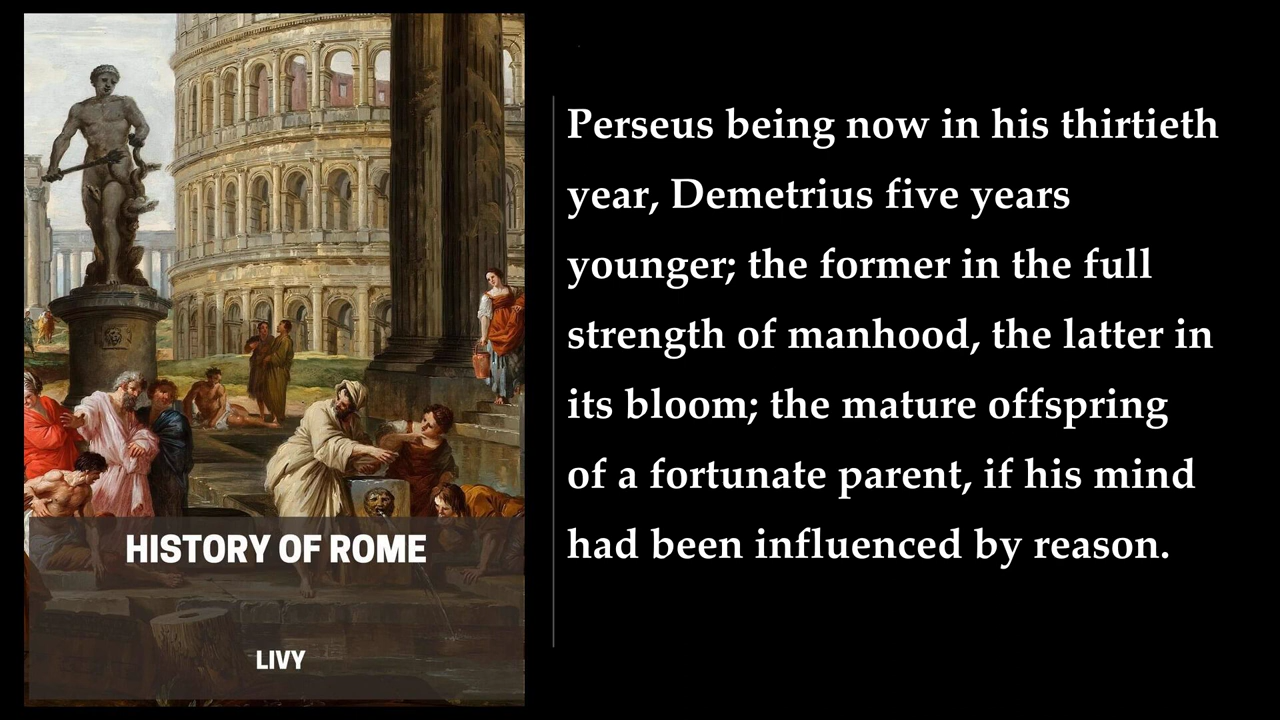 HISTORY OF ROME
LIVY
Perseus being now in his thirtieth
year, Demetrius five years
younger; the former in the full
strength of manhood, the latter in
its bloom; the mature offspring
of a fortunate parent, if his mind
had been influenced by reason.